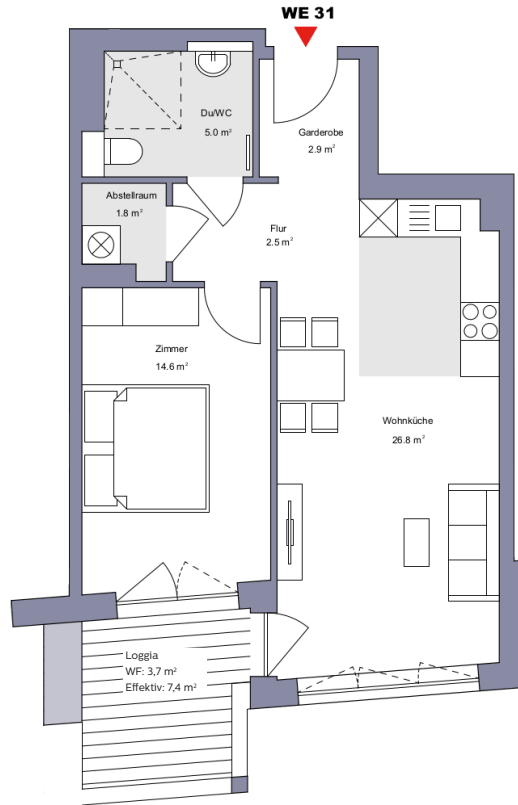 WE 31
Du/WC
5.0 m²
Garderobe
2.9 m²
Abstellraum
1.8 m²
Flur
2.5 m²
Zimmer
14.6 m²
Wohnküche
26.8 m²
Loggia
WF: 3,7 m²
Effektiv: 7,4 m²